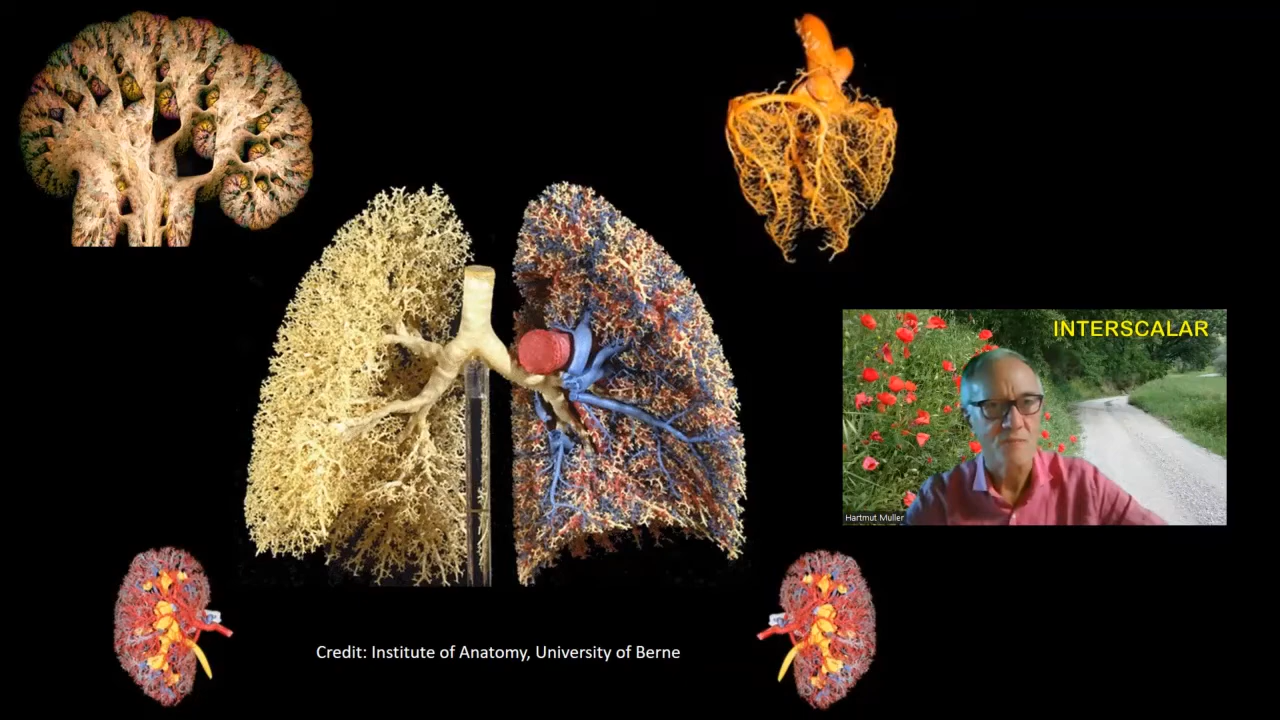 INTERSCALAR
Hartmut Muller
Credit: Institute of Anatomy, University of Berne